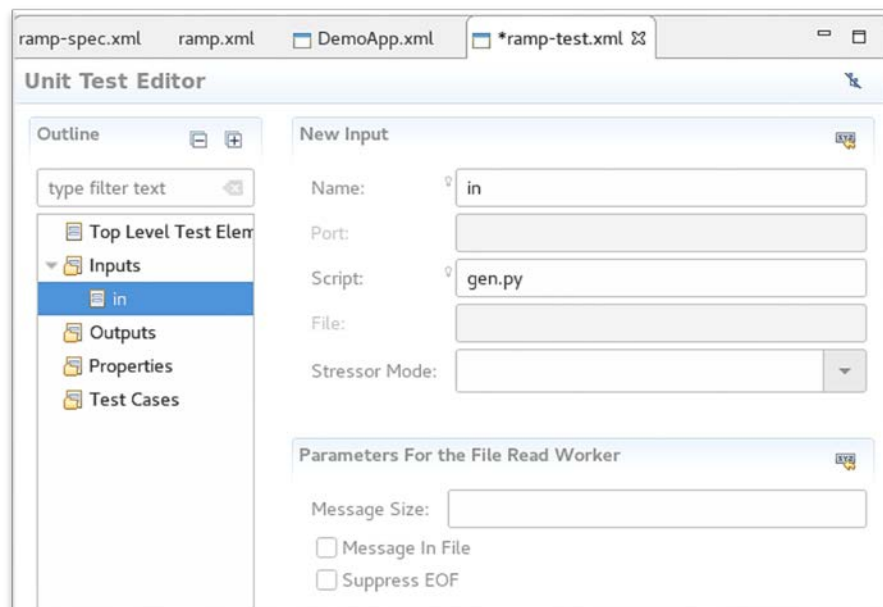 ramp-spec.xml ramp.xml DemoApp.xml *ramp-test.xml
Unit Test Editor
Outline
type filter text
Top Level Test Elem
Inputs
in
Outputs
Properties
Test Cases
New Input
Name: in
Port:
Script: gen.py
File:
Stressor Mode:
Parameters For the File Read Worker
Message Size:
Message In File
Suppress EOF